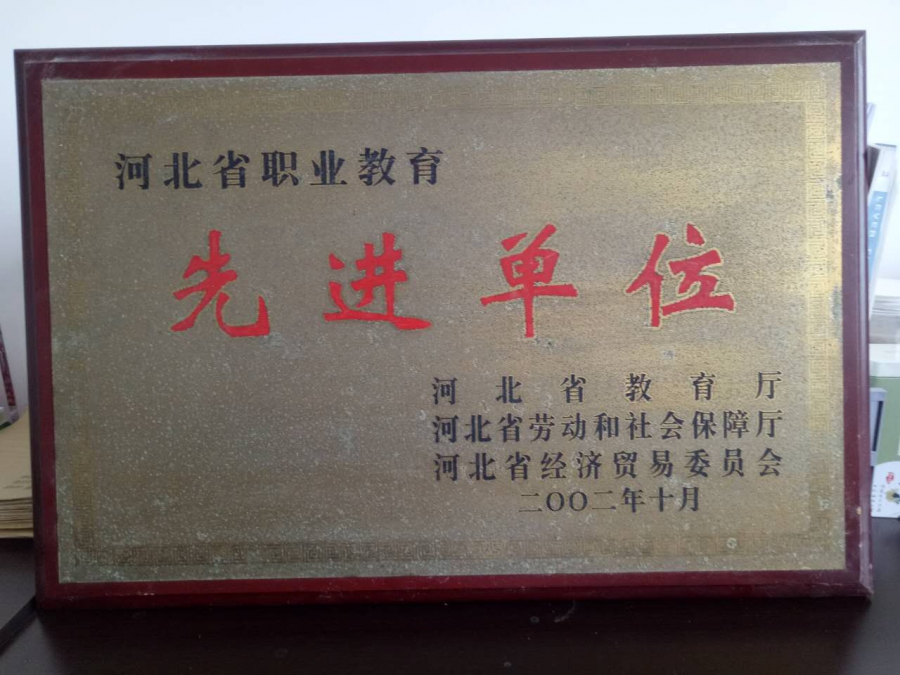 河北省职业教育
先进单位
河北省教育厅
河北省劳动和社会保障厅
河北省经济贸易委员会
二〇〇二年十月